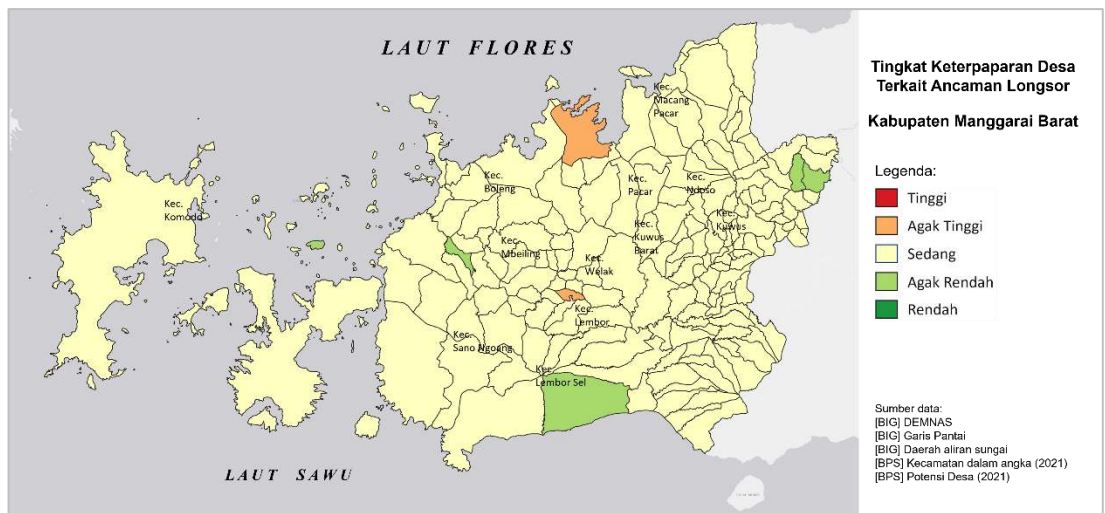 LAUT FLORES
Kec.
Macang
Pacar
Kec.
Boleng
Kec.
Pacar
Kec.
Ndoso
Kec.
Komodo
Kec.
Kuwus
Kec.
Kuwus
Barat
Kec.
Mbeiling
Kec.
Welak
Kec.
Lembor
Kec.
Sano Ngoang
Kec.
Lembor Sel
LAUT SAWU
Tingkat Keterpaparan Desa
Terkait Ancaman Longsor
Kabupaten Manggarai Barat
Legenda:
Tinggi
Agak Tinggi
Sedang
Agak Rendah
Rendah
Sumber data:
[BIG] DEMNAS
[BIG] Garis Pantai
[BIG] Daerah aliran sungai
[BPS] Kecamatan dalam angka (2021)
[BPS] Potensi Desa (2021)